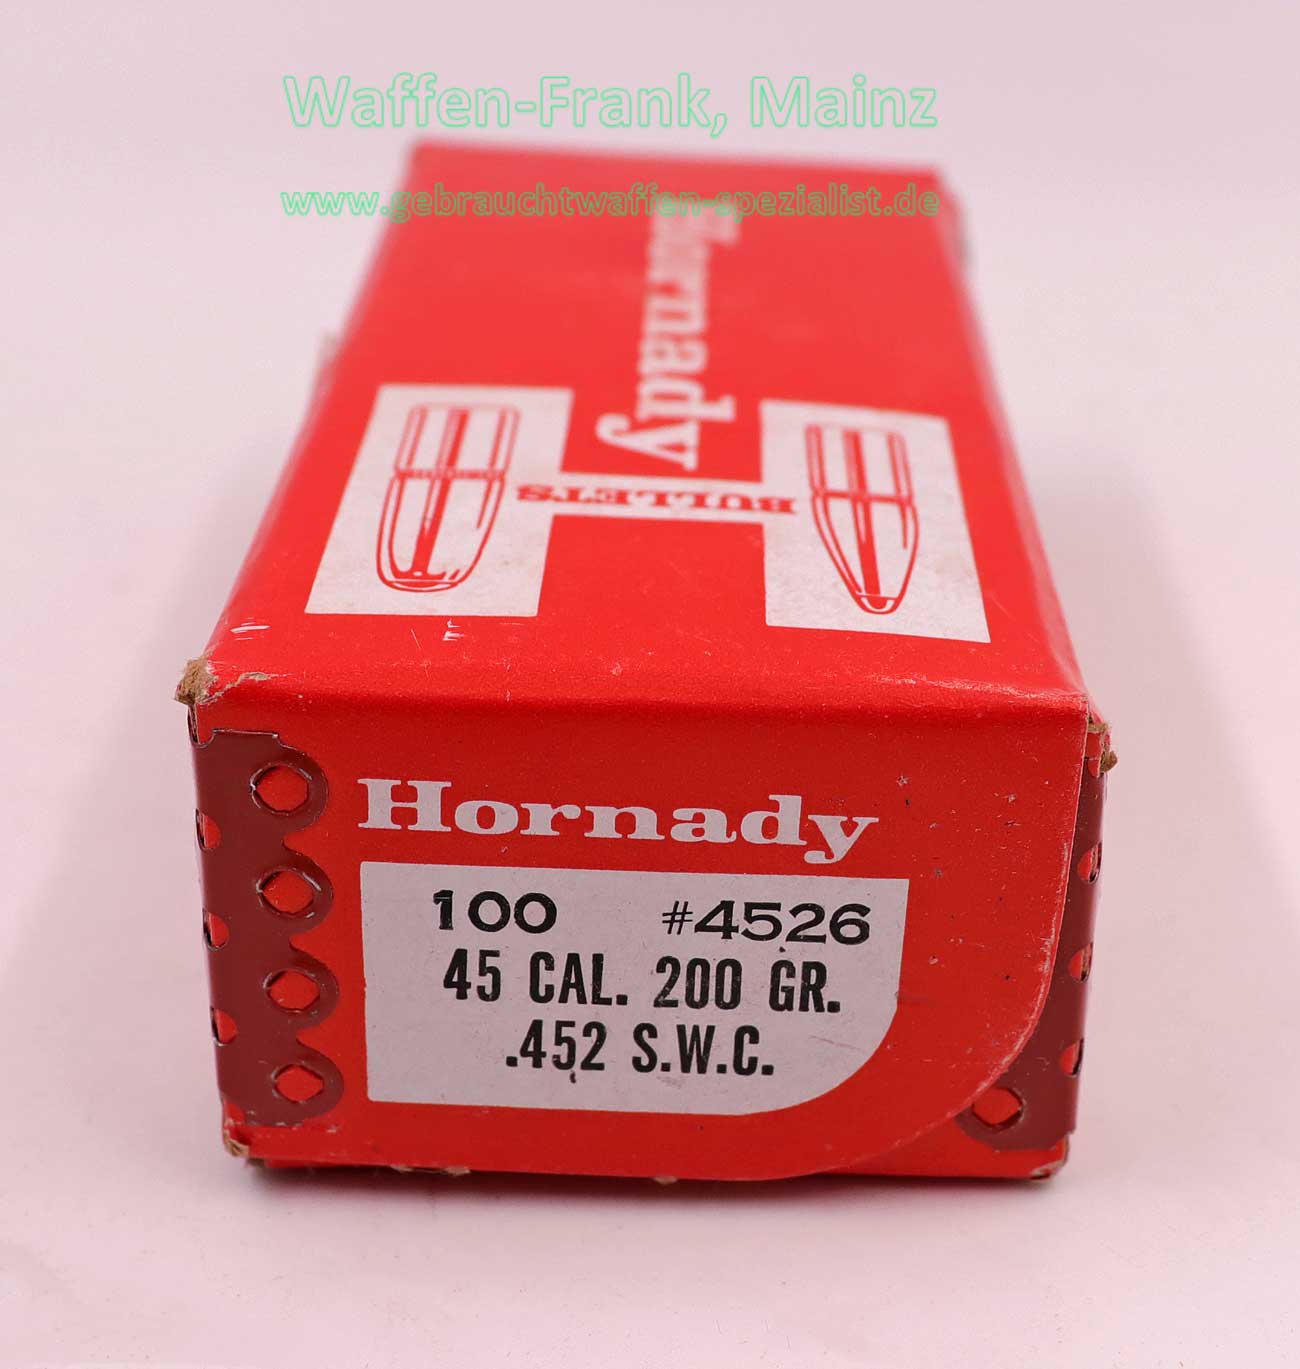 Waffen-Frank, Mainz
www.gebrauchtwaffen-spezialist.de
Hornady
BULLETS
Hornady
100 #4526
45 CAL. 200 GR.
.452 S.W.C.